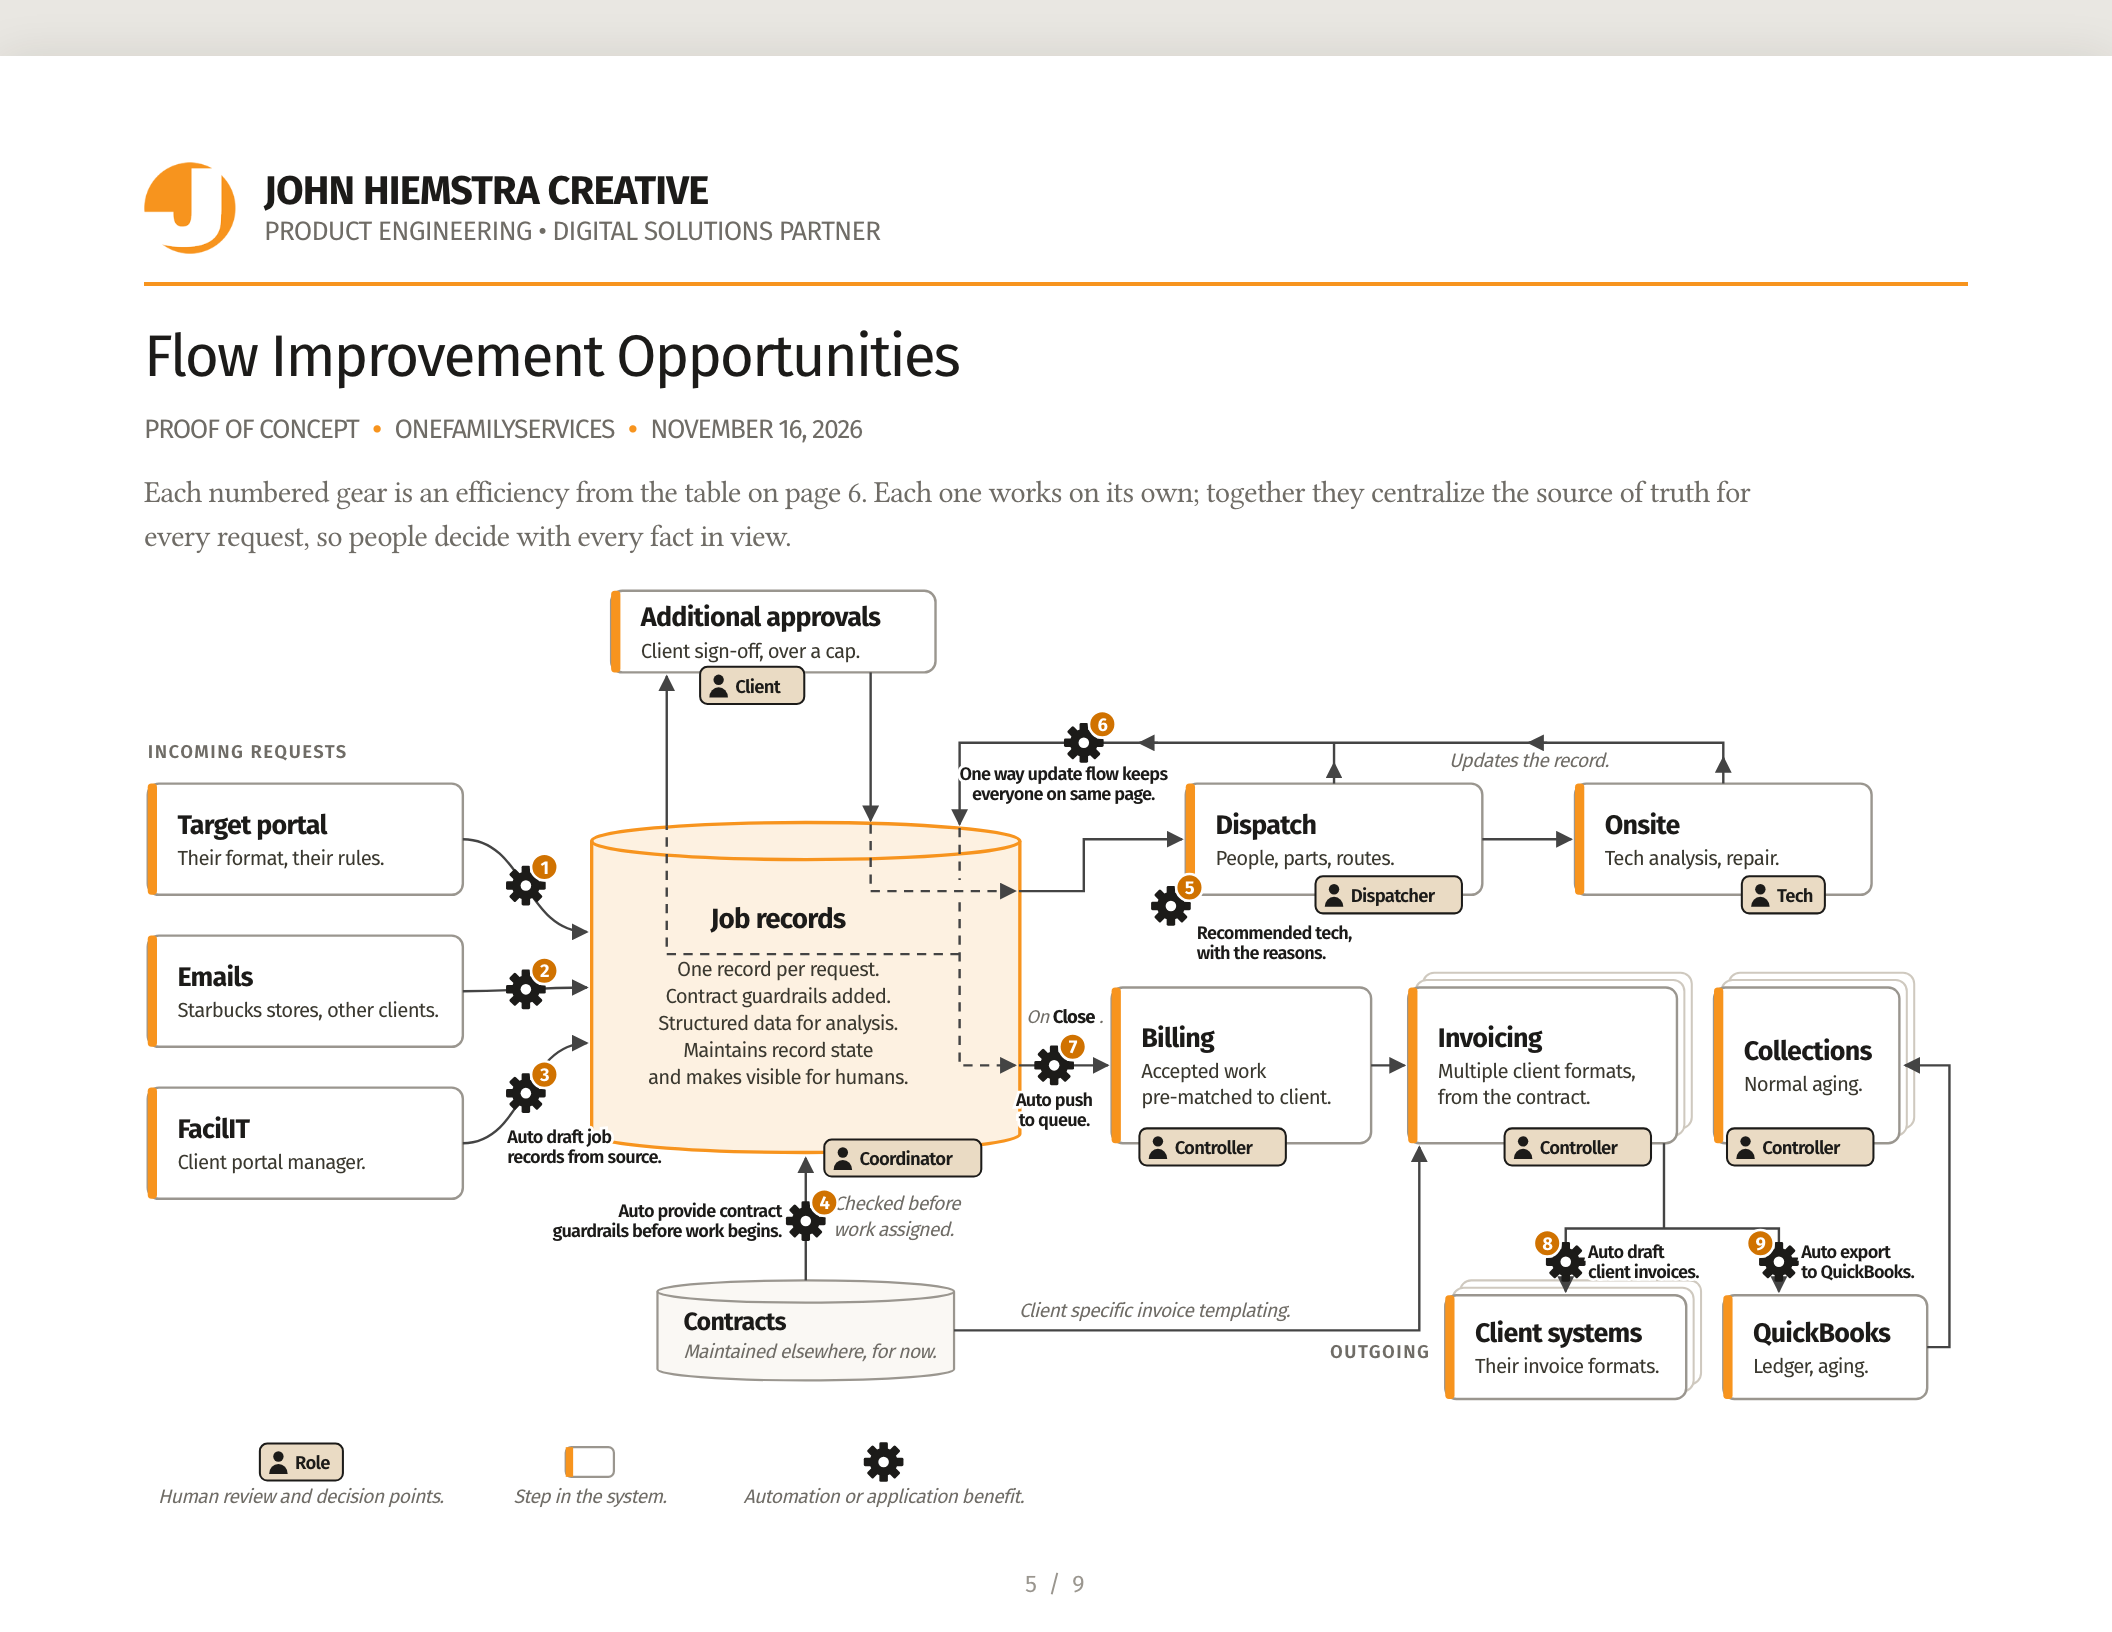 JOHN HIEMSTRA CREATIVE
PRODUCT ENGINEERING • DIGITAL SOLUTIONS PARTNER
Flow Improvement Opportunities
PROOF OF CONCEPT • ONEFAMILYSERVICES • NOVEMBER 16, 2026
Each numbered gear is an efficiency from the table on page 6. Each one works on its own; together they centralize the source of truth for
every request, so people decide with every fact in view.
Additional approvals
Client sign-off, over a cap.
Client
INCOMING REQUESTS
Target portal
Their format, their rules.
1
Emails
Starbucks stores, other clients.
2
FacilIT
Client portal manager.
3
Auto draft job
records from source.
Job records
One record per request.
Contract guardrails added.
Structured data for analysis.
Maintains record state
and makes visible for humans.
Coordinator
6
One way update flow keeps
everyone on same page.
Updates the record.
Dispatch
People, parts, routes.
Dispatcher
5
Recommended tech,
with the reasons.
Onsite
Tech analysis, repair.
Tech
On Close .
7
Auto push
to queue.
Billing
Accepted work
pre-matched to client.
Controller
Invoicing
Multiple client formats,
from the contract.
Controller
Collections
Normal aging.
Controller
4
Auto provide contract
guardrails before work begins.
Checked before
work assigned.
Contracts
Maintained elsewhere, for now.
Client specific invoice templating.
OUTGOING
8
Auto draft
client invoices.
9
Auto export
to QuickBooks.
Client systems
Their invoice formats.
QuickBooks
Ledger, aging.
Role
Human review and decision points.
Step in the system.
Automation or application benefit.
5 / 9